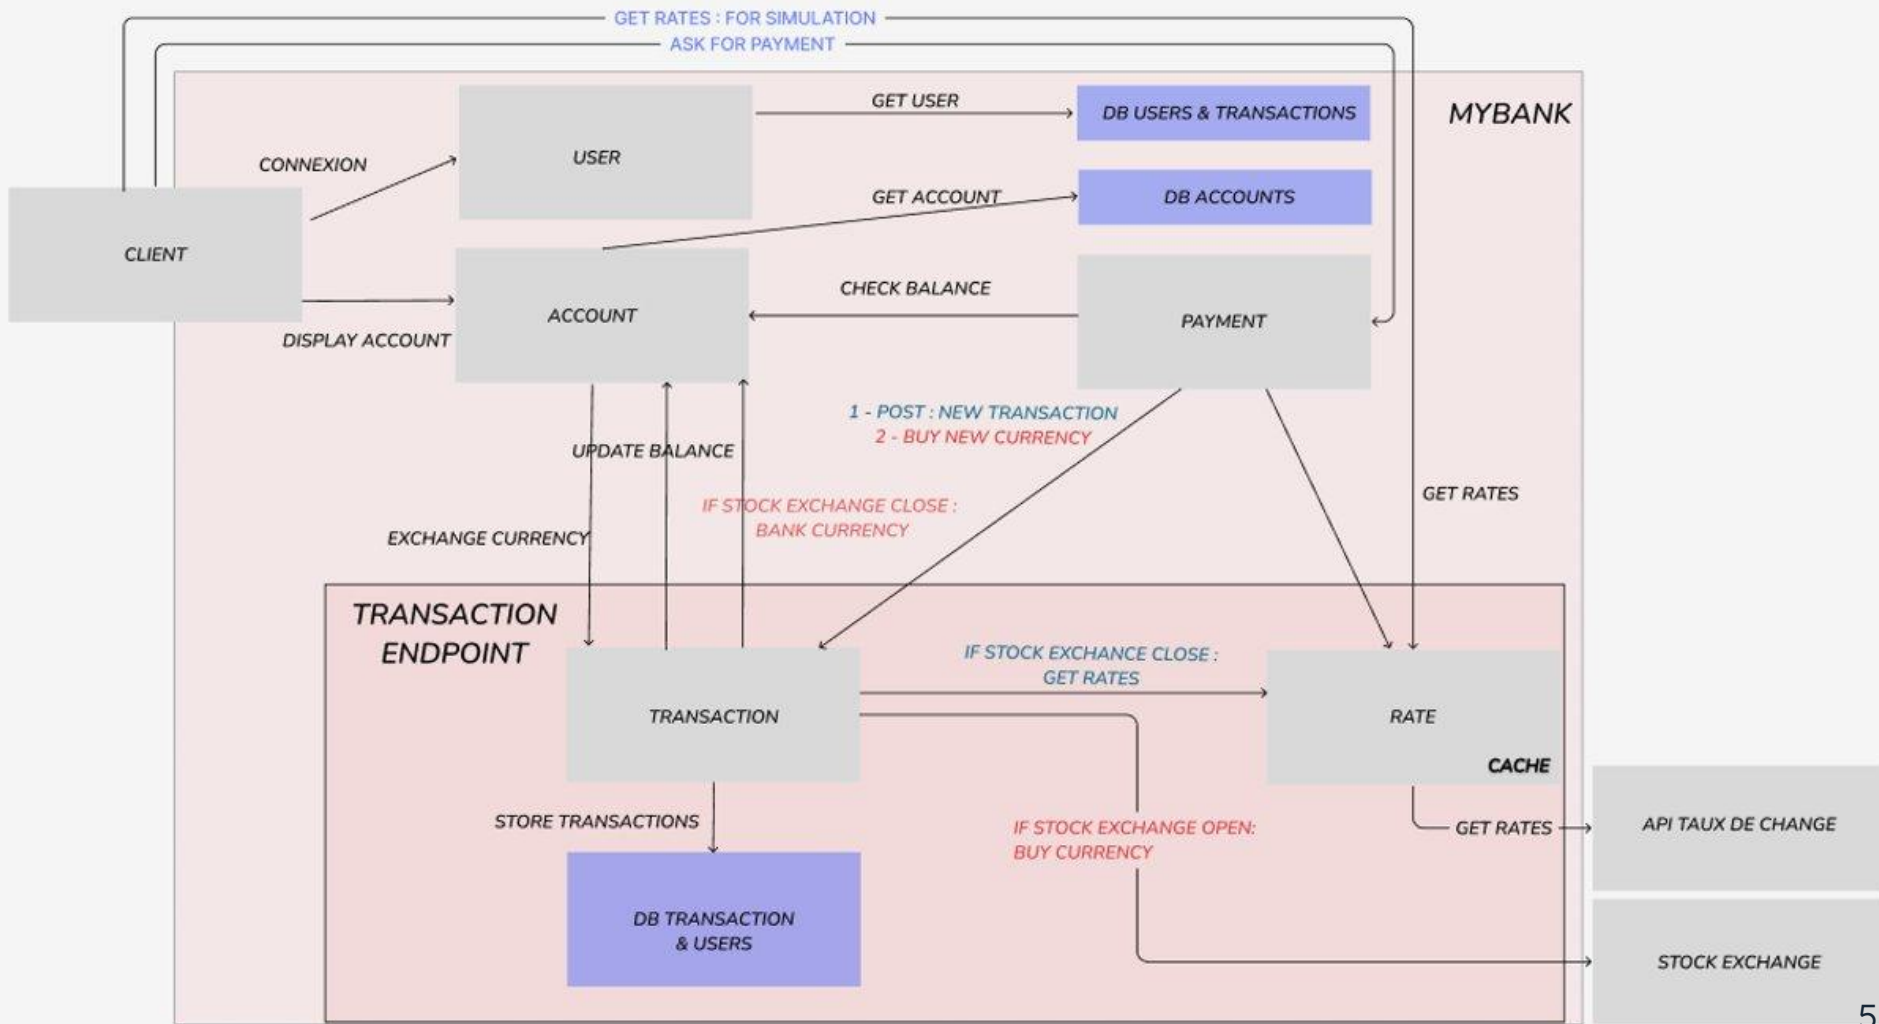 GET RATES : FOR SIMULATION
ASK FOR PAYMENT
MYBANK
GET USER
DB USERS & TRANSACTIONS
USER
CONNEXION
GET ACCOUNT
DB ACCOUNTS
CLIENT
CHECK BALANCE
ACCOUNT
PAYMENT
DISPLAY ACCOUNT
1 - POST : NEW TRANSACTION
2 - BUY NEW CURRENCY
UPDATE BALANCE
GET RATES
IF STOCK EXCHANGE CLOSE :
BANK CURRENCY
EXCHANGE CURRENCY
TRANSACTION
ENDPOINT
IF STOCK EXCHANCE CLOSE :
GET RATES
TRANSACTION
RATE
CACHE
STORE TRANSACTIONS
IF STOCK EXCHANGE OPEN:
BUY CURRENCY
GET RATES
API TAUX DE CHANGE
DB TRANSACTION
& USERS
STOCK EXCHANGE
5